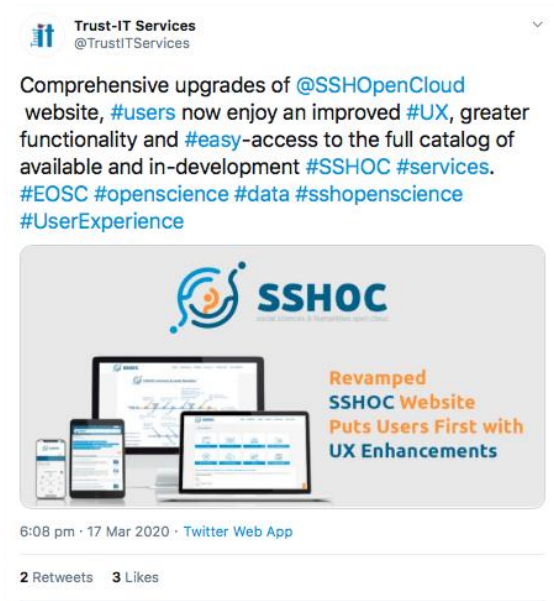 Trust-IT Services
@TrustITServices
Comprehensive upgrades of @SSHOpenCloud
website, #users now enjoy an improved #UX, greater
functionality and #easy-access to the full catalog of
available and in-development #SSHOC #services.
#EOSC #openscience #data #sshopenscience
#UserExperience
SSHOC
social sciences & humanities open cloud
Revamped
SSHOC Website
Puts Users First with
UX Enhancements
6:08 pm · 17 Mar 2020 · Twitter Web App
2 Retweets 3 Likes